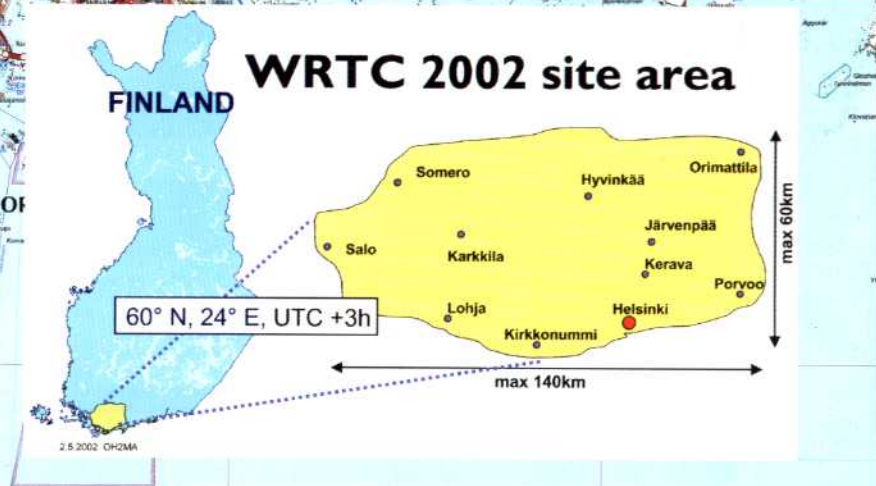 WRTC 2002 site area
FINLAND
Somero
Hyvinkää
Orimattila
Salo
Karkkila
Järvenpää
Kerava
Porvoo
Lohja
Kirkkonummi
Helsinki
max 60km
max 140km
60° N, 24° E, UTC +3h
2.5.2002 OH2MA